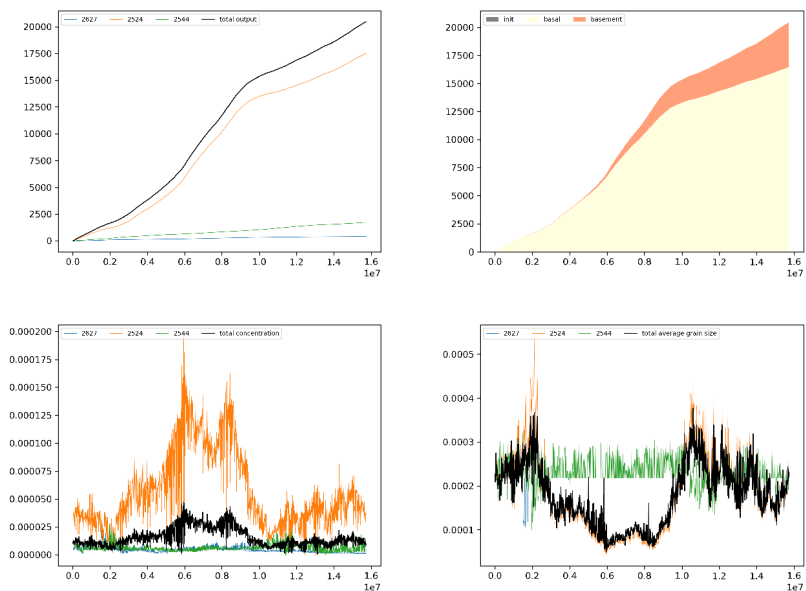 2627 2524 2544 total output
20000
17500
15000
12500
10000
7500
5000
2500
0
0.0 0.2 0.4 0.6 0.8 1.0 1.2 1.4 1.6
1e7
init basal basement
20000
17500
15000
12500
10000
7500
5000
2500
0
0.0 0.2 0.4 0.6 0.8 1.0 1.2 1.4 1.6
1e7
2627 2524 2544 total concentration
0.000200
0.000175
0.000150
0.000125
0.000100
0.000075
0.000050
0.000025
0.000000
0.0 0.2 0.4 0.6 0.8 1.0 1.2 1.4 1.6
1e7
2627 2524 2544 total average grain size
0.0005
0.0004
0.0003
0.0002
0.0001
0.0 0.2 0.4 0.6 0.8 1.0 1.2 1.4 1.6
1e7